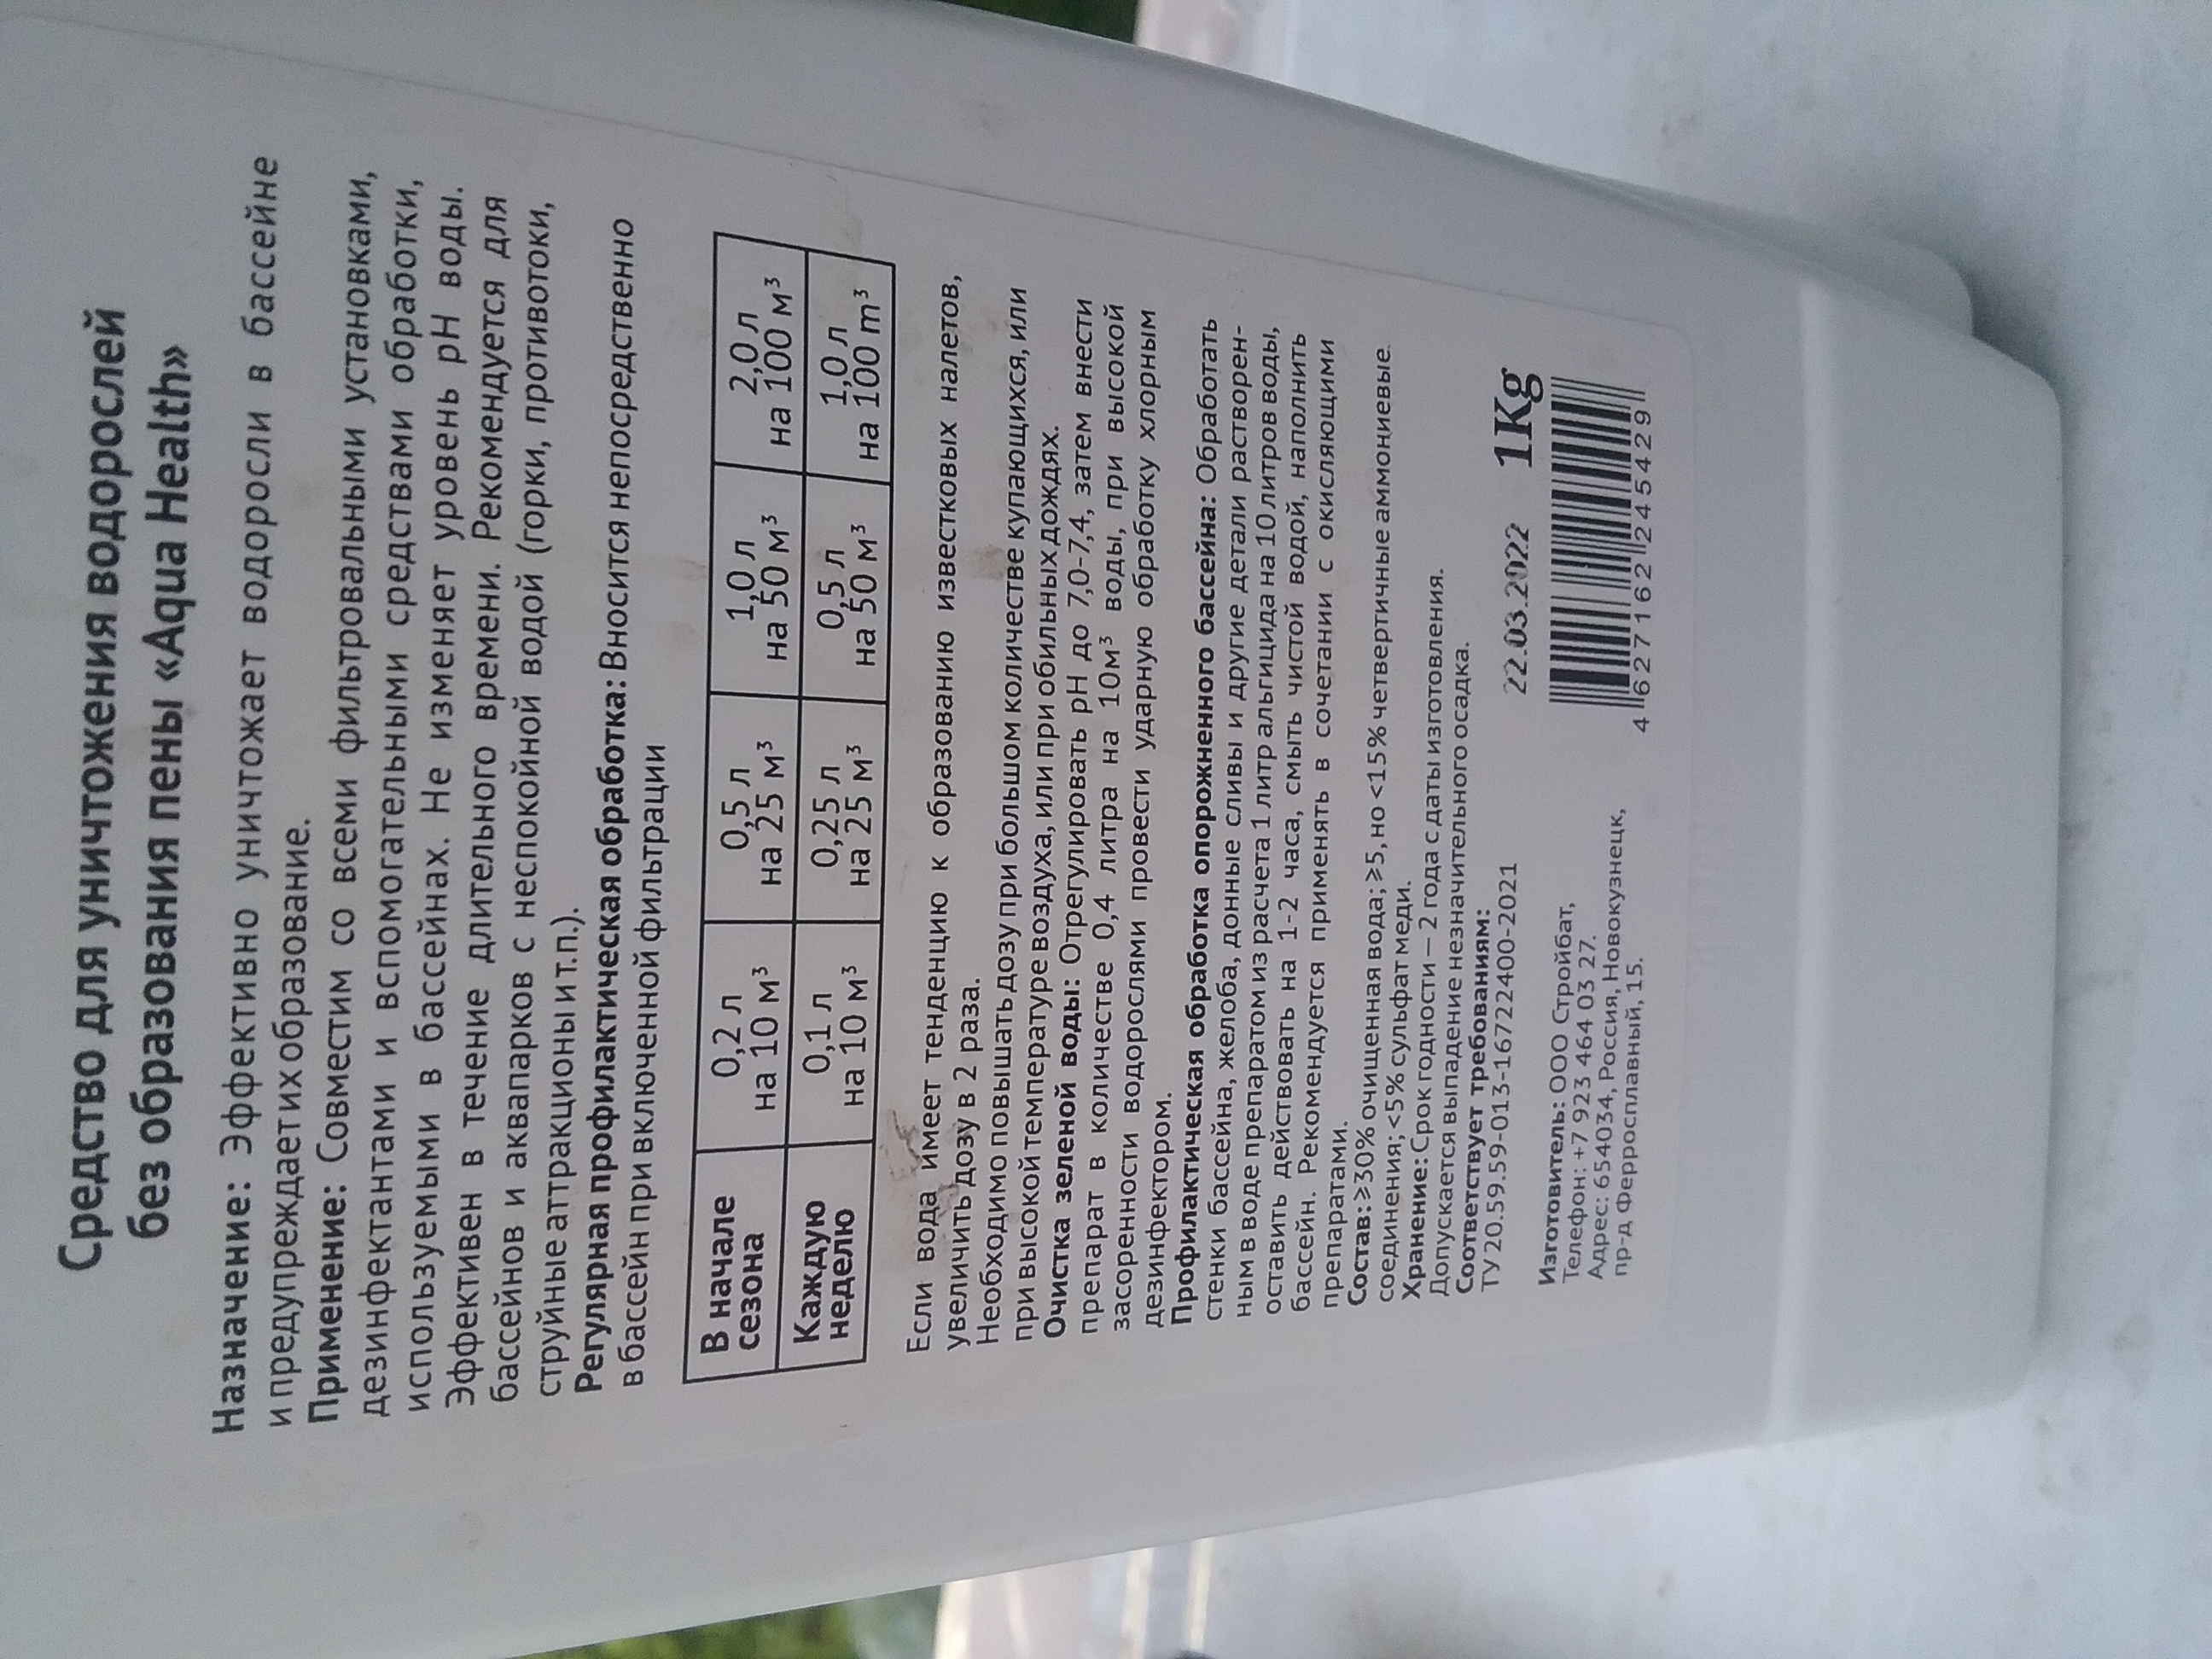 Средство для уничтожения водорослей
без образования пены «Aqua Health»
Назначение: Эффективно уничтожает водоросли в бассейне
и предупреждает их образование.
Применение: Совместим со всеми фильтровальными установками,
дезинфектантами и вспомогательными средствами обработки,
используемыми в бассейнах. Не изменяет уровень pH воды.
Эффективен в течение длительного времени. Рекомендуется для
бассейнов и аквапарков с неспокойной водой (горки, противотоки,
струйные аттракционы и т.п.).
Регулярная профилактическая обработка: Вносится непосредственно
в бассейн при включенной фильтрации
В начале сезона 0,2 л на 10 м³ 0,5 л на 25 м³ 1,0 л на 50 м³ 2,0 л на 100 м³
Каждую неделю 0,1 л на 10 м³ 0,25 л на 25 м³ 0,5 л на 50 м³ 1,0 л на 100 m³
Если вода имеет тенденцию к образованию известковых налетов,
увеличить дозу в 2 раза.
Необходимо повышать дозу при большом количестве купающихся, или
при высокой температуре воздуха, или при обильных дождях.
Очистка зеленой воды: Отрегулировать pH до 7,0-7,4, затем внести
препарат в количестве 0,4 литра на 10м³ воды, при высокой
засоренности водорослями провести ударную обработку хлорным
дезинфектором.
Профилактическая обработка опорожненного бассейна: Обработать
стенки бассейна, желоба, донные сливы и другие детали растворен-
ным в воде препаратом из расчета 1 литр альгицида на 10 литров воды,
оставить действовать на 1-2 часа, смыть чистой водой, наполнить
бассейн. Рекомендуется применять в сочетании с окисляющими
препаратами.
Состав: ≥30% очищенная вода; ≥5, но <15% четвертичные аммониевые
соединения; <5% сульфат меди.
Хранение: Срок годности – 2 года с даты изготовления.
Допускается выпадение незначительного осадка.
Соответствует требованиям:
ТУ 20.59.59-013-16722400-2021
22.03.2022 1Kg
Изготовитель: ООО Стройбат,
Телефон: +7 923 464 03 27.
Адрес: 654034, Россия, Новокузнецк,
пр-д Ферросплавный, 15.
4 627162 245429